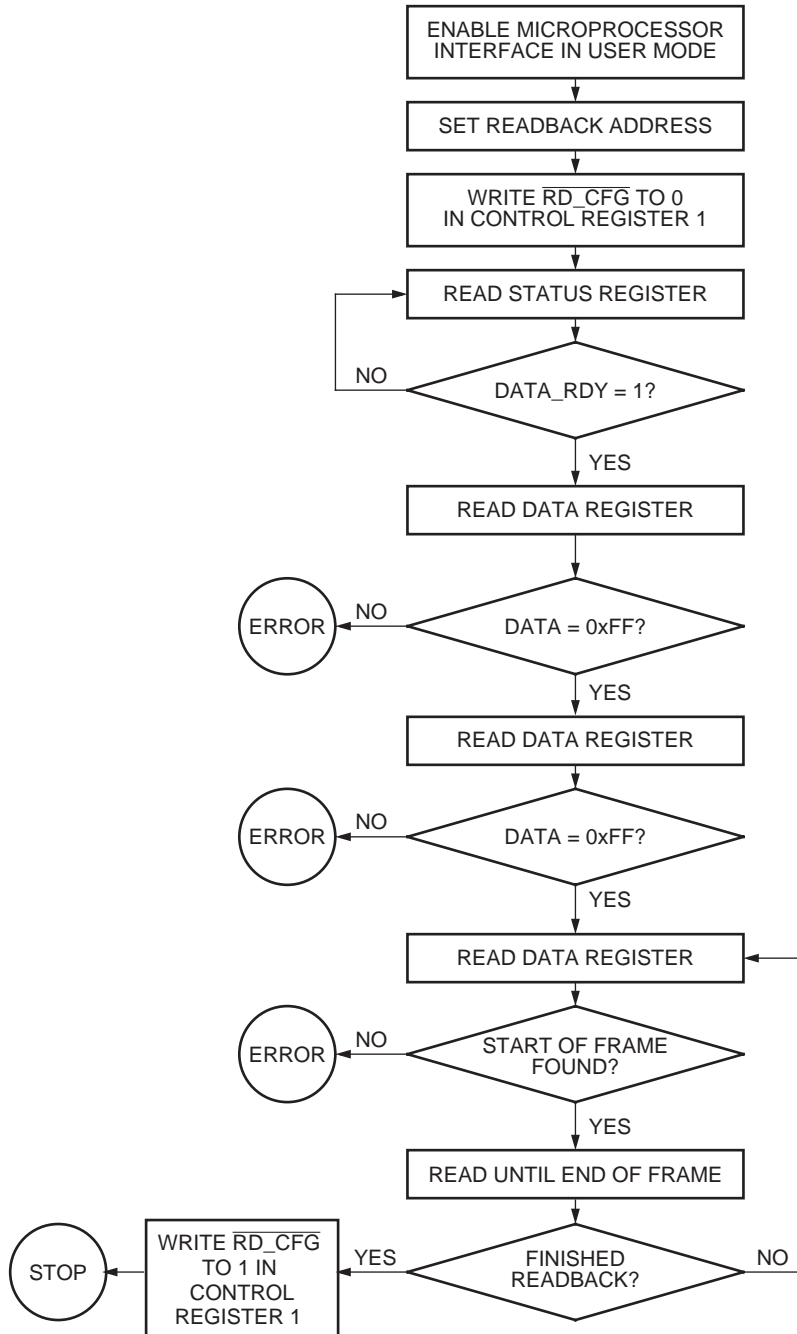 ENABLE MICROPROCESSOR
INTERFACE IN USER MODE
SET READBACK ADDRESS
WRITE RD_CFG TO 0
IN CONTROL REGISTER 1
READ STATUS REGISTER
NO
DATA_RDY = 1?
YES
READ DATA REGISTER
ERROR
NO
DATA = 0xFF?
YES
READ DATA REGISTER
ERROR
NO
DATA = 0xFF?
YES
READ DATA REGISTER
ERROR
NO
START OF FRAME
FOUND?
YES
READ UNTIL END OF FRAME
STOP
WRITE RD_CFG
TO 1 IN
CONTROL
REGISTER 1
YES
FINISHED
READBACK?
NO